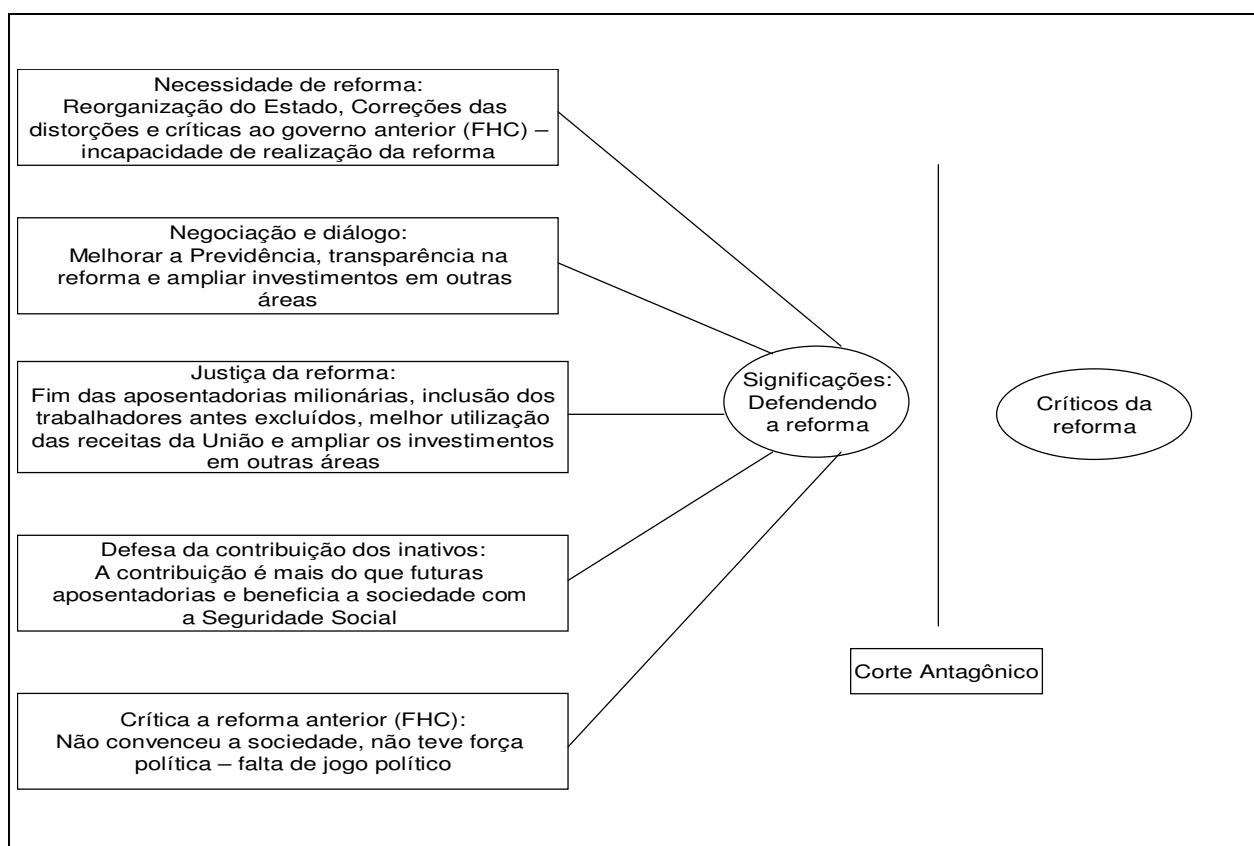 Necessidade de reforma:
Reorganização do Estado, Correções das
distorções e críticas ao governo anterior (FHC) –
incapacidade de realização da reforma
Negociação e diálogo:
Melhorar a Previdência, transparência na
reforma e ampliar investimentos em outras
áreas
Justiça da reforma:
Fim das aposentadorias milionárias, inclusão dos
trabalhadores antes excluídos, melhor utilização
das receitas da União e ampliar os investimentos
em outras áreas
Defesa da contribuição dos inativos:
A contribuição é mais do que futuras
aposentadorias e beneficia a sociedade com
a Seguridade Social
Crítica a reforma anterior (FHC):
Não convenceu a sociedade, não teve força
política – falta de jogo político
Significações:
Defendendo
a reforma
Críticos da
reforma
Corte Antagônico